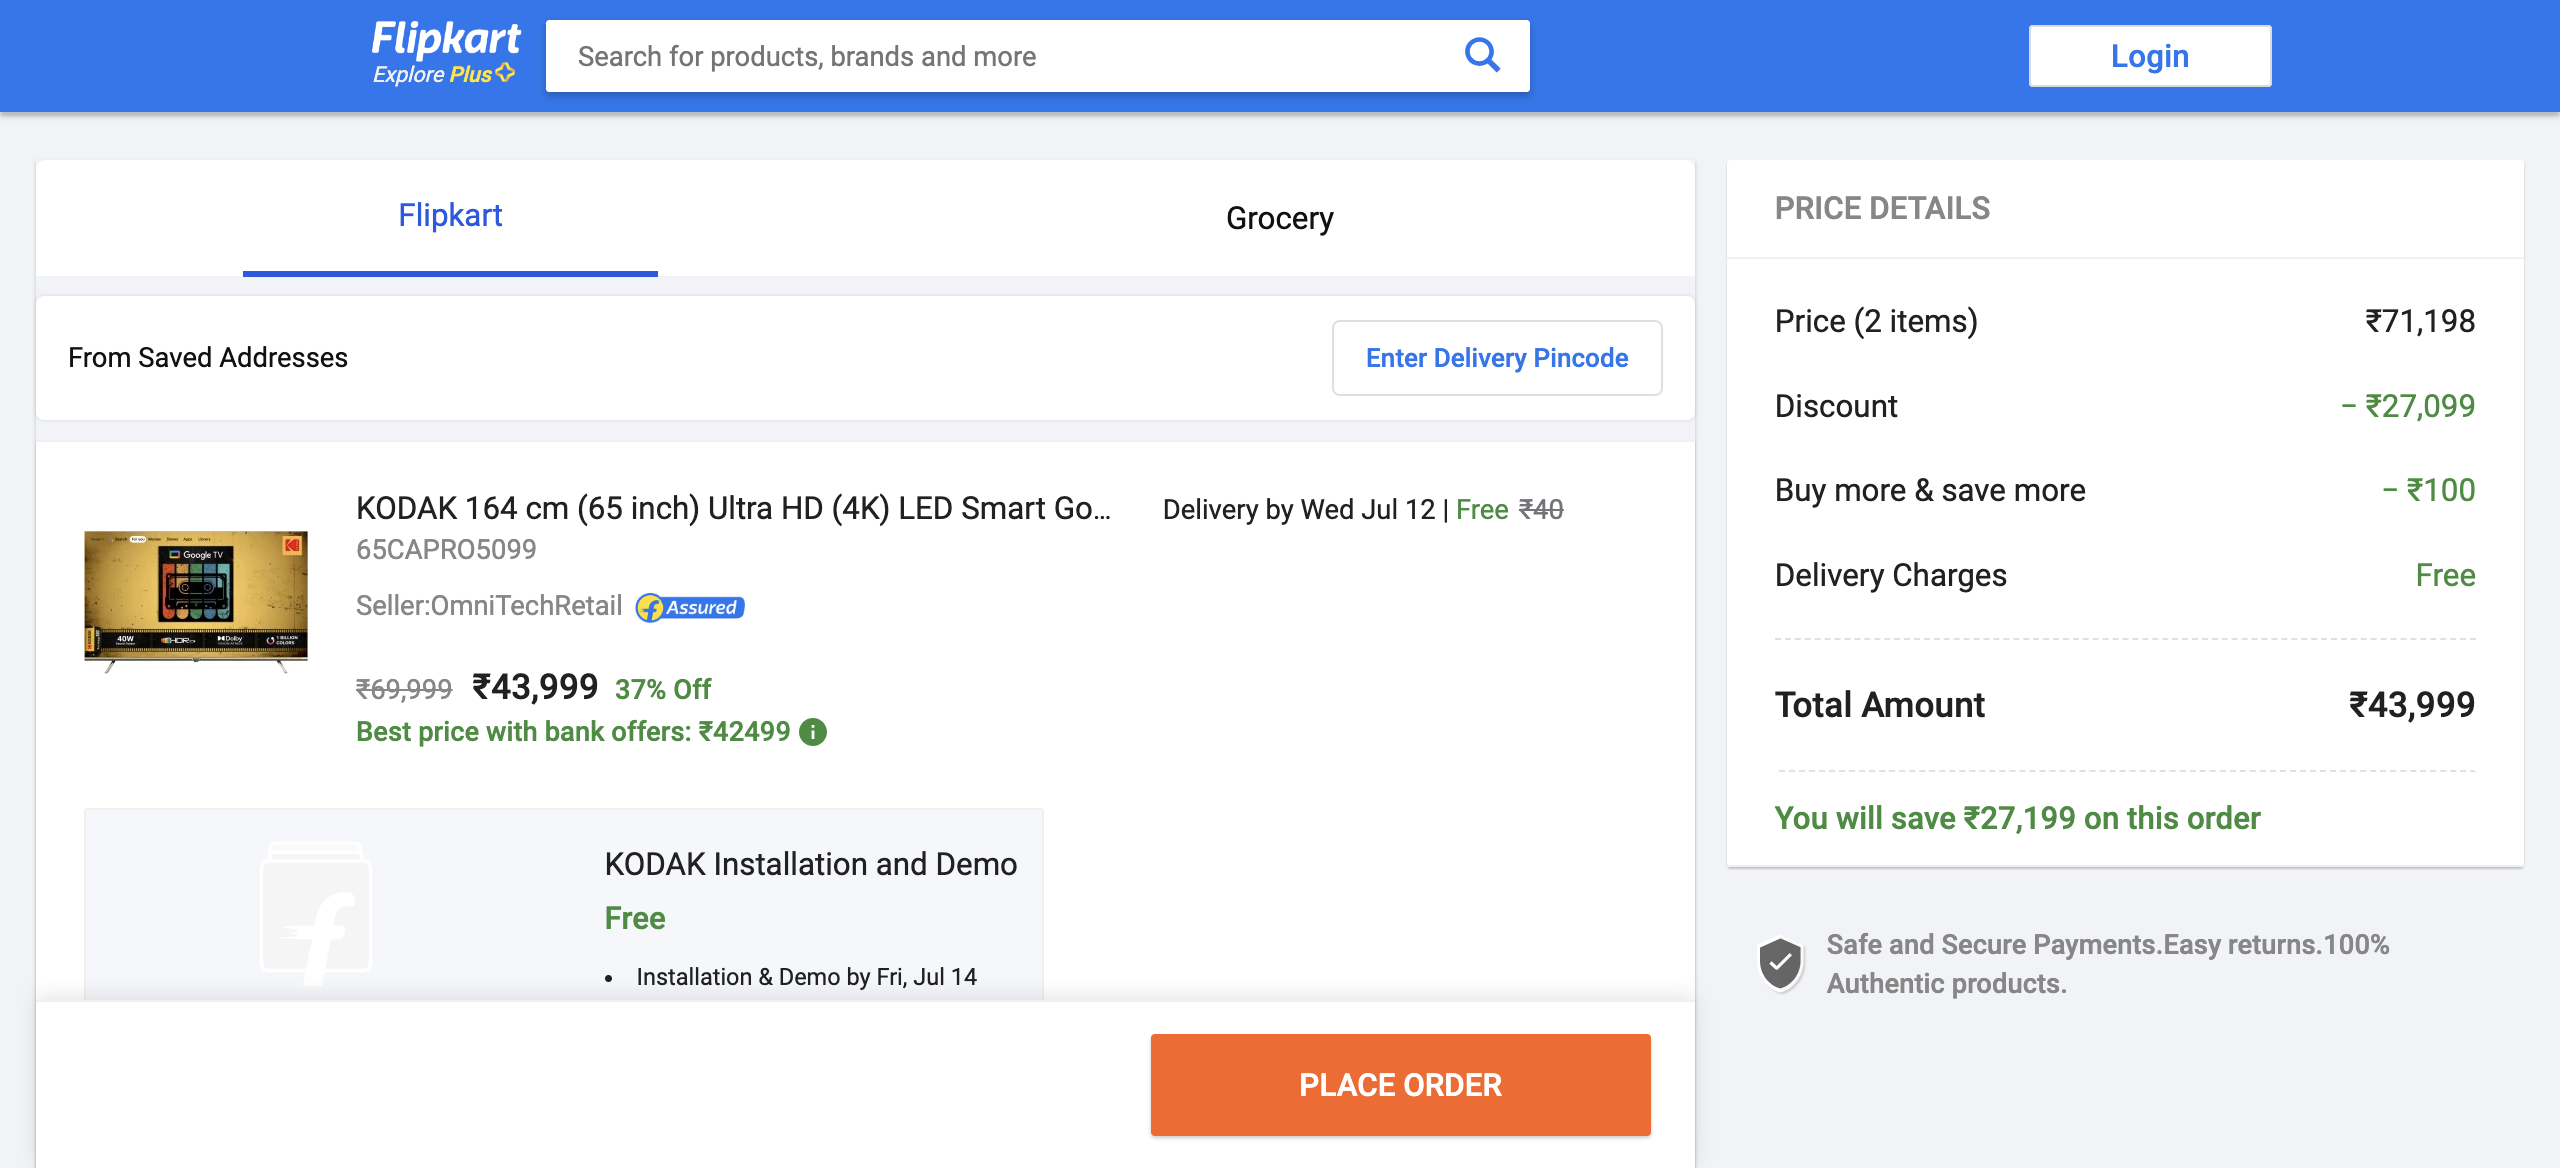 Flipkart
Explore Plus
Search for products, brands and more
Login
Flipkart
Grocery
From Saved Addresses
Enter Delivery Pincode
KODAK 164 cm (65 inch) Ultra HD (4K) LED Smart Go...
65CAPRO5099
Seller:OmniTechRetail
Assured
₹69,999 ₹43,999 37% Off
Best price with bank offers: ₹42499
Delivery by Wed Jul 12 | Free ₹40
Google TV
40W
HDR
Dolby
KODAK Installation and Demo
Free
• Installation & Demo by Fri, Jul 14
PLACE ORDER
PRICE DETAILS
Price (2 items) ₹71,198
Discount − ₹27,099
Buy more & save more − ₹100
Delivery Charges Free
Total Amount ₹43,999
You will save ₹27,199 on this order
Safe and Secure Payments.Easy returns.100%
Authentic products.